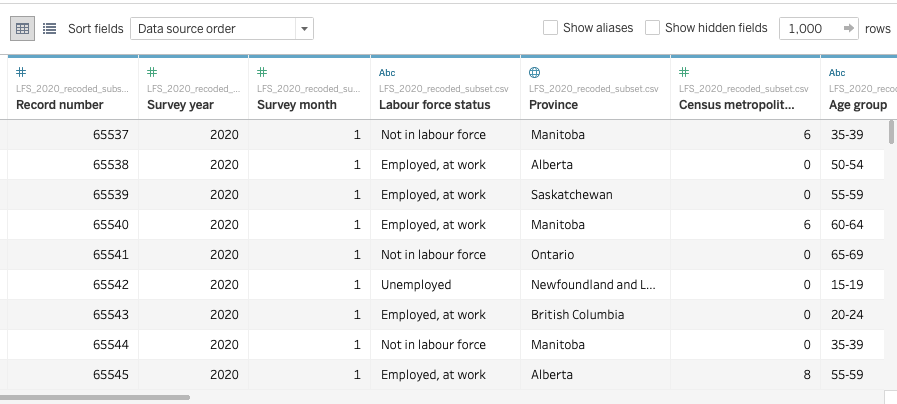 Sort fields Data source order Show aliases Show hidden fields 1,000 rows
# # # Abc # Abc
LFS_2020_recoded_subs... LFS_2020_recoded_... LFS_2020_recoded_su... LFS_2020_recoded_subset.csv LFS_2020_recoded_subset.csv LFS_2020_recoded_subset.csv LFS_2020_reco
Record number Survey year Survey month Labour force status Province Census metropolit... Age group
65537 2020 1 Not in labour force Manitoba 6 35-39
65538 2020 1 Employed, at work Alberta 0 50-54
65539 2020 1 Employed, at work Saskatchewan 0 55-59
65540 2020 1 Employed, at work Manitoba 6 60-64
65541 2020 1 Not in labour force Ontario 0 65-69
65542 2020 1 Unemployed Newfoundland and L... 0 15-19
65543 2020 1 Employed, at work British Columbia 0 20-24
65544 2020 1 Not in labour force Manitoba 0 35-39
65545 2020 1 Employed, at work Alberta 8 55-59